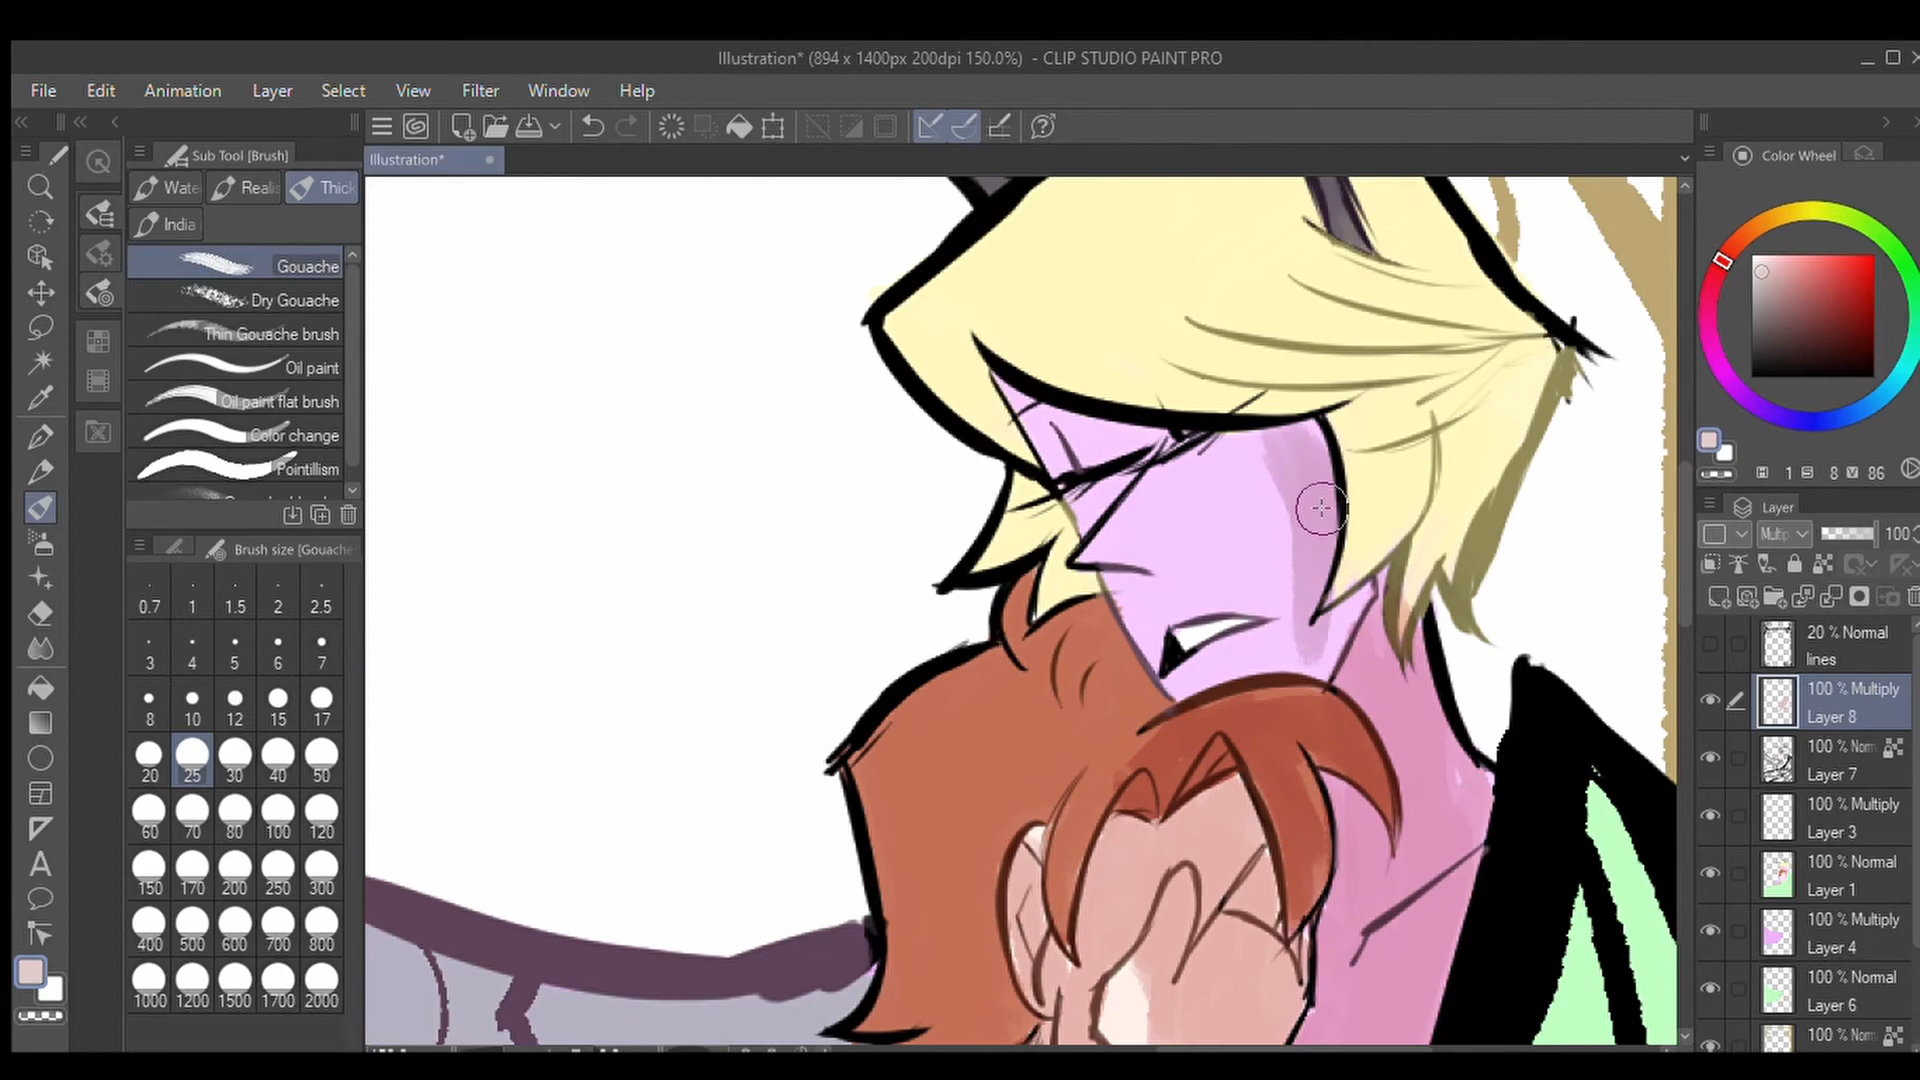 Illustration* (894 x 1400px 200dpi 150.0%) - CLIP STUDIO PAINT PRO
File Edit Animation Layer Select View Filter Window Help
Sub Tool [Brush]
Illustration*
Color Wheel
Wate Realis Thick
India
Gouache
Dry Gouache
Thin Gouache brush
Oil paint
Oil paint flat brush
Color change
Pointillism
H 1 S 8 V 86
Layer
Multip 100
Brush size [Gouache
0.7 1 1.5 2 2.5
3 4 5 6 7
8 10 12 15 17
20 25 30 40 50
60 70 80 100 120
150 170 200 250 300
400 500 600 700 800
1000 1200 1500 1700 2000
20 % Normal
lines
100 % Multiply
Layer 8
100 % Norm
Layer 7
100 % Multiply
Layer 3
100 % Normal
Layer 1
100 % Multiply
Layer 4
100 % Normal
Layer 6
100 % Norm